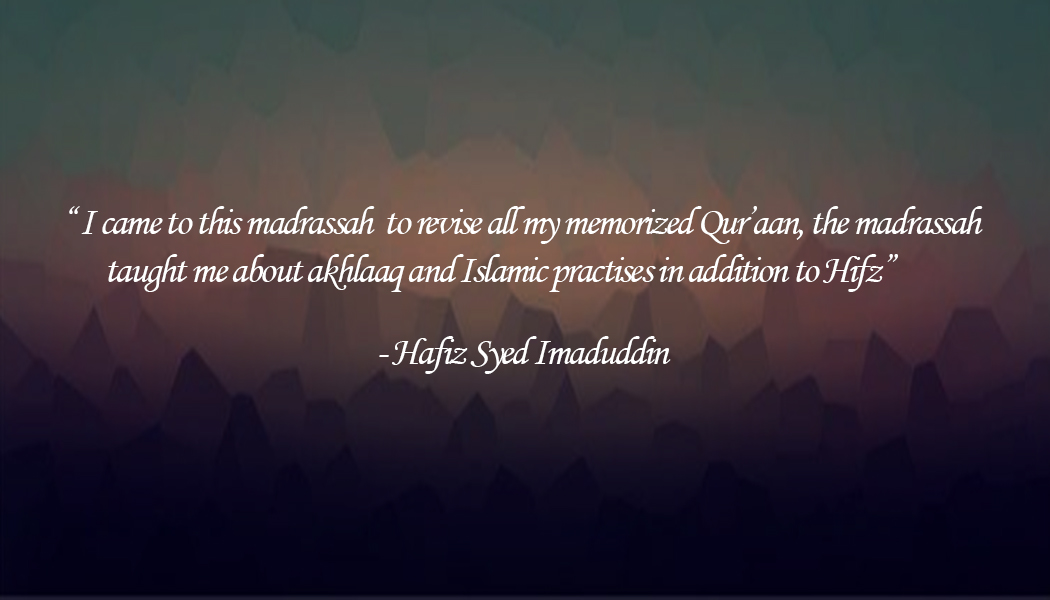 “ I came to this madrassah to revise all my memorized Qur’aan, the madrassah
taught me about akhlaaq and Islamic practises in addition to Hifz”
- Hafiz Syed Imaduddin